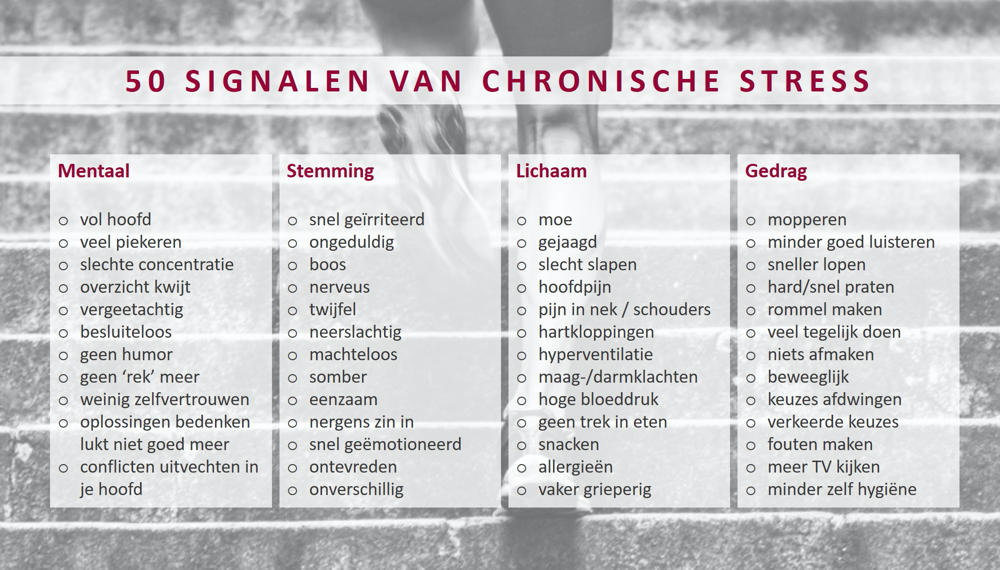 50 SIGNALEN VAN CHRONISCHE STRESS
Mentaal
○ vol hoofd
○ veel piekeren
○ slechte concentratie
○ overzicht kwijt
○ vergeetachtig
○ besluiteloos
○ geen humor
○ geen ‘rek’ meer
○ weinig zelfvertrouwen
○ oplossingen bedenken
lukt niet goed meer
○ conflicten uitvechten in
je hoofd
Stemming
○ snel geïrriteerd
○ ongeduldig
○ boos
○ nerveus
○ twijfel
○ neerslachtig
○ machteloos
○ somber
○ eenzaam
○ nergens zin in
○ snel geëmotioneerd
○ ontevreden
○ onverschillig
Lichaam
○ moe
○ gejaagd
○ slecht slapen
○ hoofdpijn
○ pijn in nek / schouders
○ hartkloppingen
○ hyperventilatie
○ maag-/darmklachten
○ hoge bloeddruk
○ geen trek in eten
○ snacken
○ allergieën
○ vaker grieperig
Gedrag
○ mopperen
○ minder goed luisteren
○ sneller lopen
○ hard/snel praten
○ rommel maken
○ veel tegelijk doen
○ niets afmaken
○ beweeglijk
○ keuzes afdwingen
○ verkeerde keuzes
○ fouten maken
○ meer TV kijken
○ minder zelf hygiëne